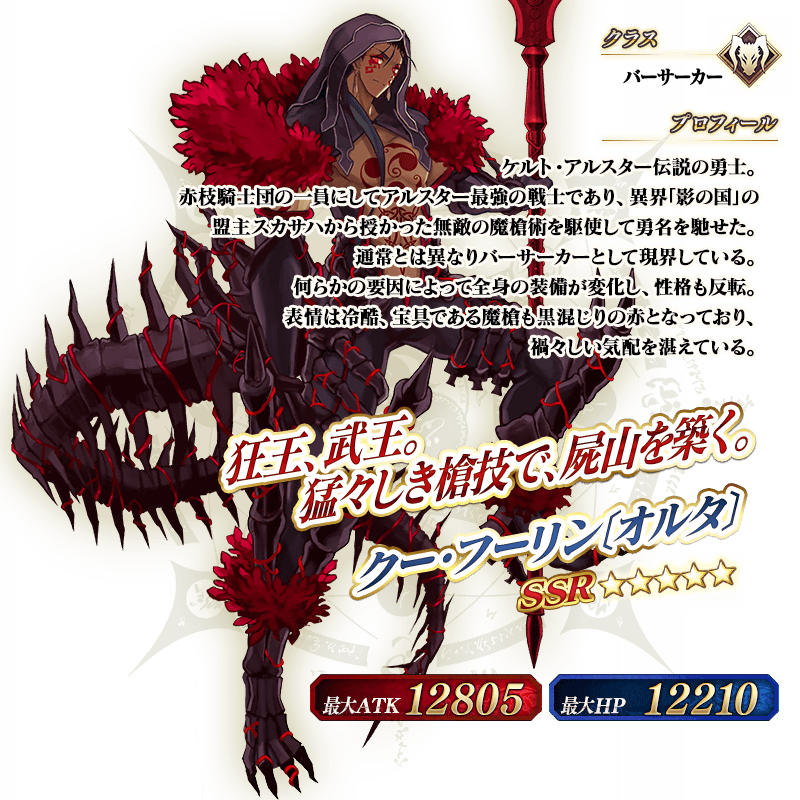 クラス
バーサーカー
プロフィール
ケルト・アルスター伝説の勇士。
赤枝騎士団の一員にしてアルスター最強の戦士であり、異界「影の国」の
盟主スカサハから授かった無敵の魔槍術を駆使して勇名を馳せた。
通常とは異なりバーサーカーとして現界している。
何らかの要因によって全身の装備が変化し、性格も反転。
表情は冷酷、宝具である魔槍も黒混じりの赤となっており、
禍々しい気配を湛えている。
狂王、武王。
猛々しき槍技で、屍山を築く。
クー・フーリン〔オルタ〕
SSR ☆☆☆☆☆
最大ATK 12805
最大HP 12210